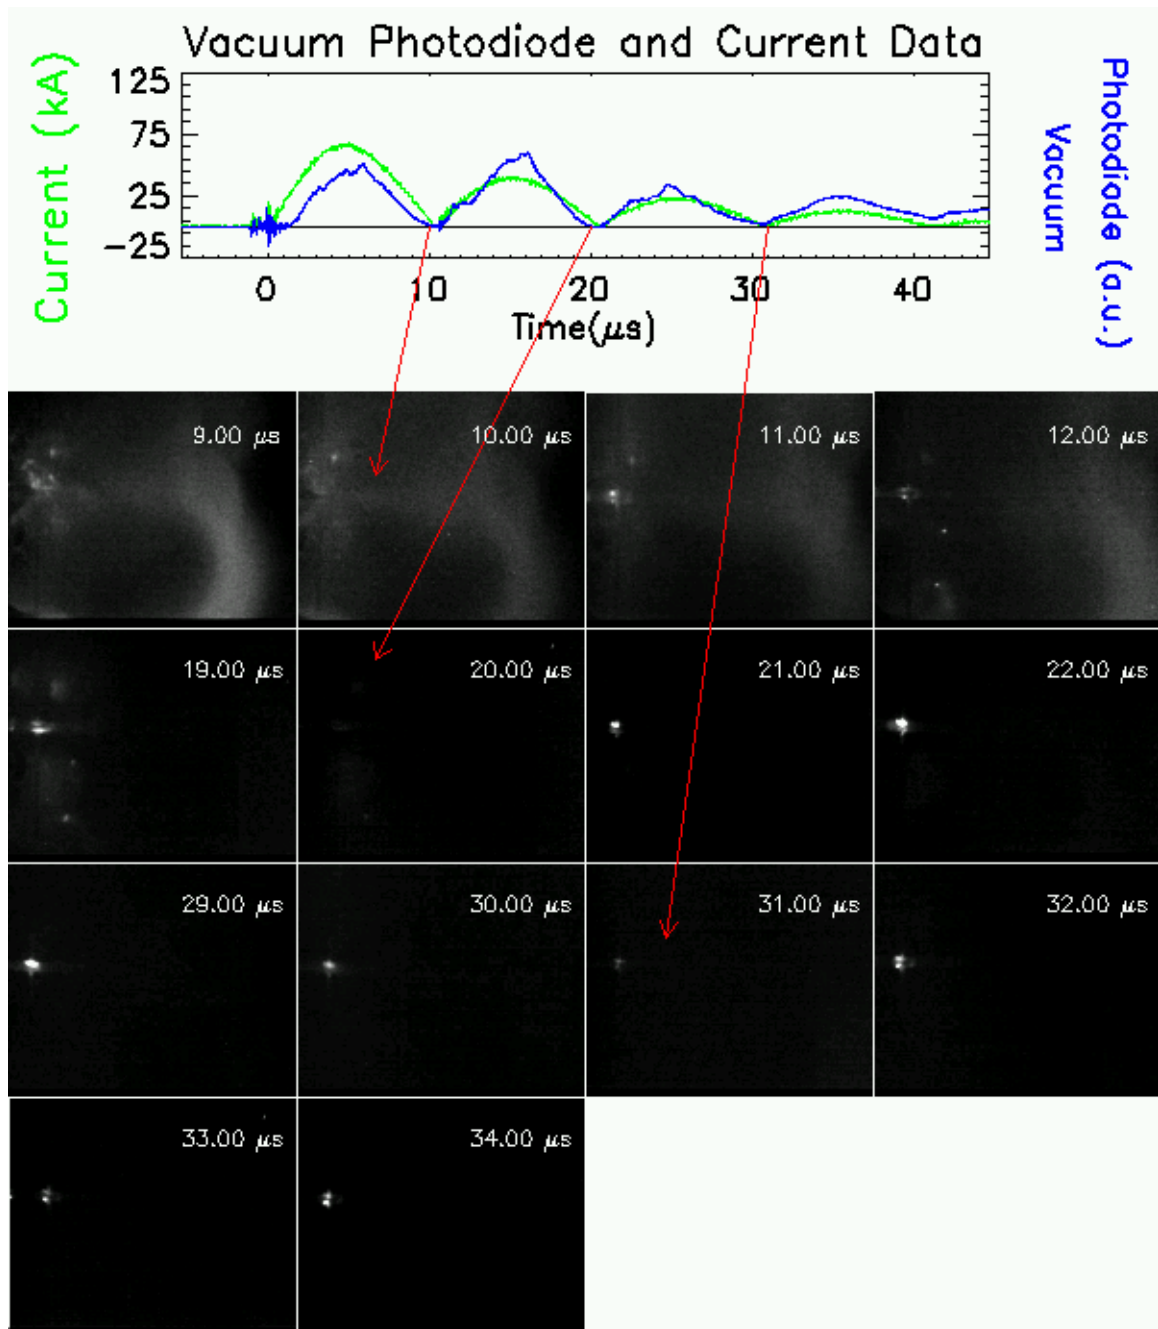 Vacuum Photodiode and Current Data
Current (kA)
125
75
25
-25
0 10 20 30 40
Time(μs)
Vacuum
Photodiode (a.u.)
9.00 μs
10.00 μs
11.00 μs
12.00 μs
19.00 μs
20.00 μs
21.00 μs
22.00 μs
29.00 μs
30.00 μs
31.00 μs
32.00 μs
33.00 μs
34.00 μs